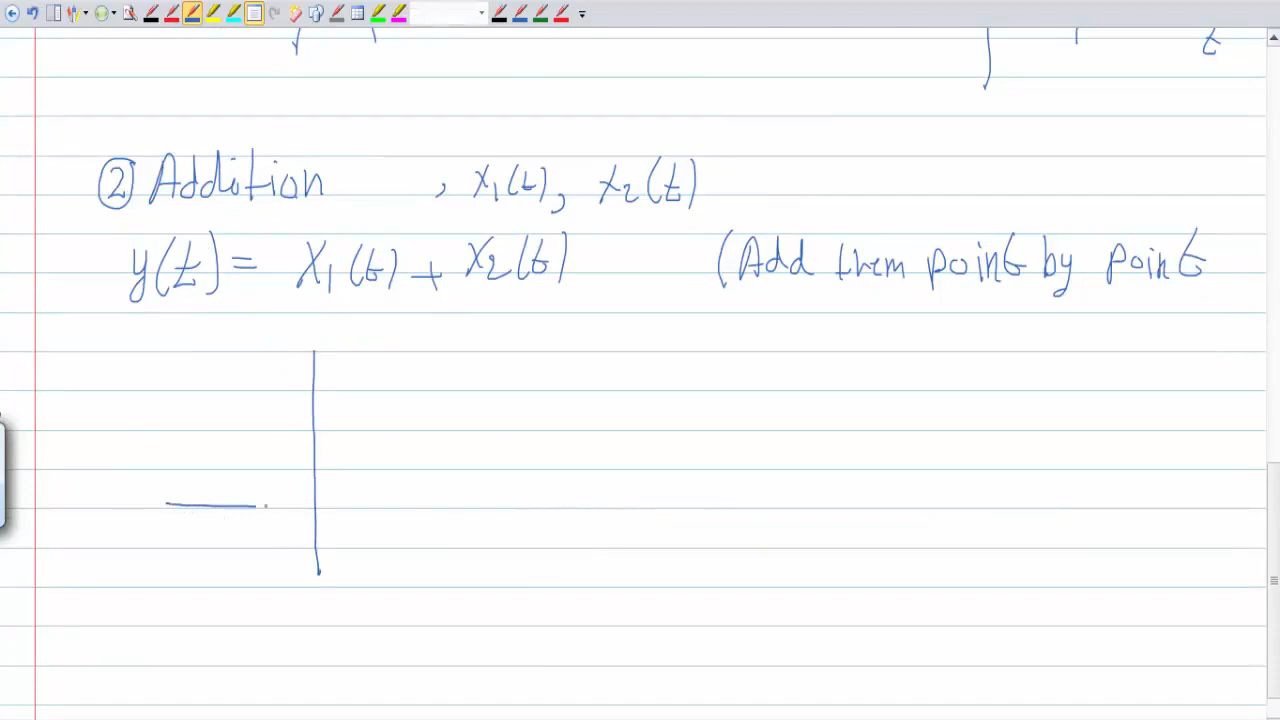 t
② Addition , x₁(t), x₂(t)
y(t) = x₁(t) + x₂(t) (Add them point by point